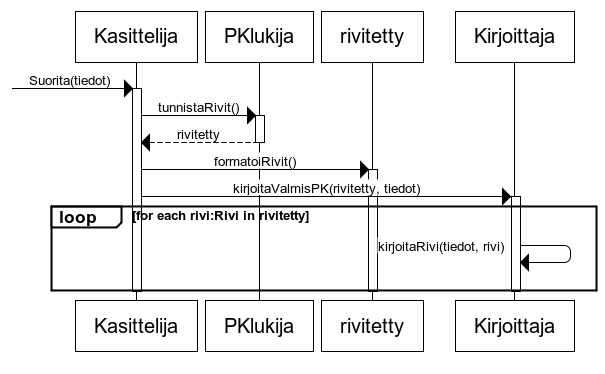 Kasittelija PKlukija rivitetty Kirjoittaja
Suorita(tiedot)
tunnistaRivit()
rivitetty
formatoiRivit()
kirjoitaValmisPK(rivitetty, tiedot)
loop [for each rivi:Rivi in rivitetty]
kirjoitaRivi(tiedot, rivi)
Kasittelija PKlukija rivitetty Kirjoittaja